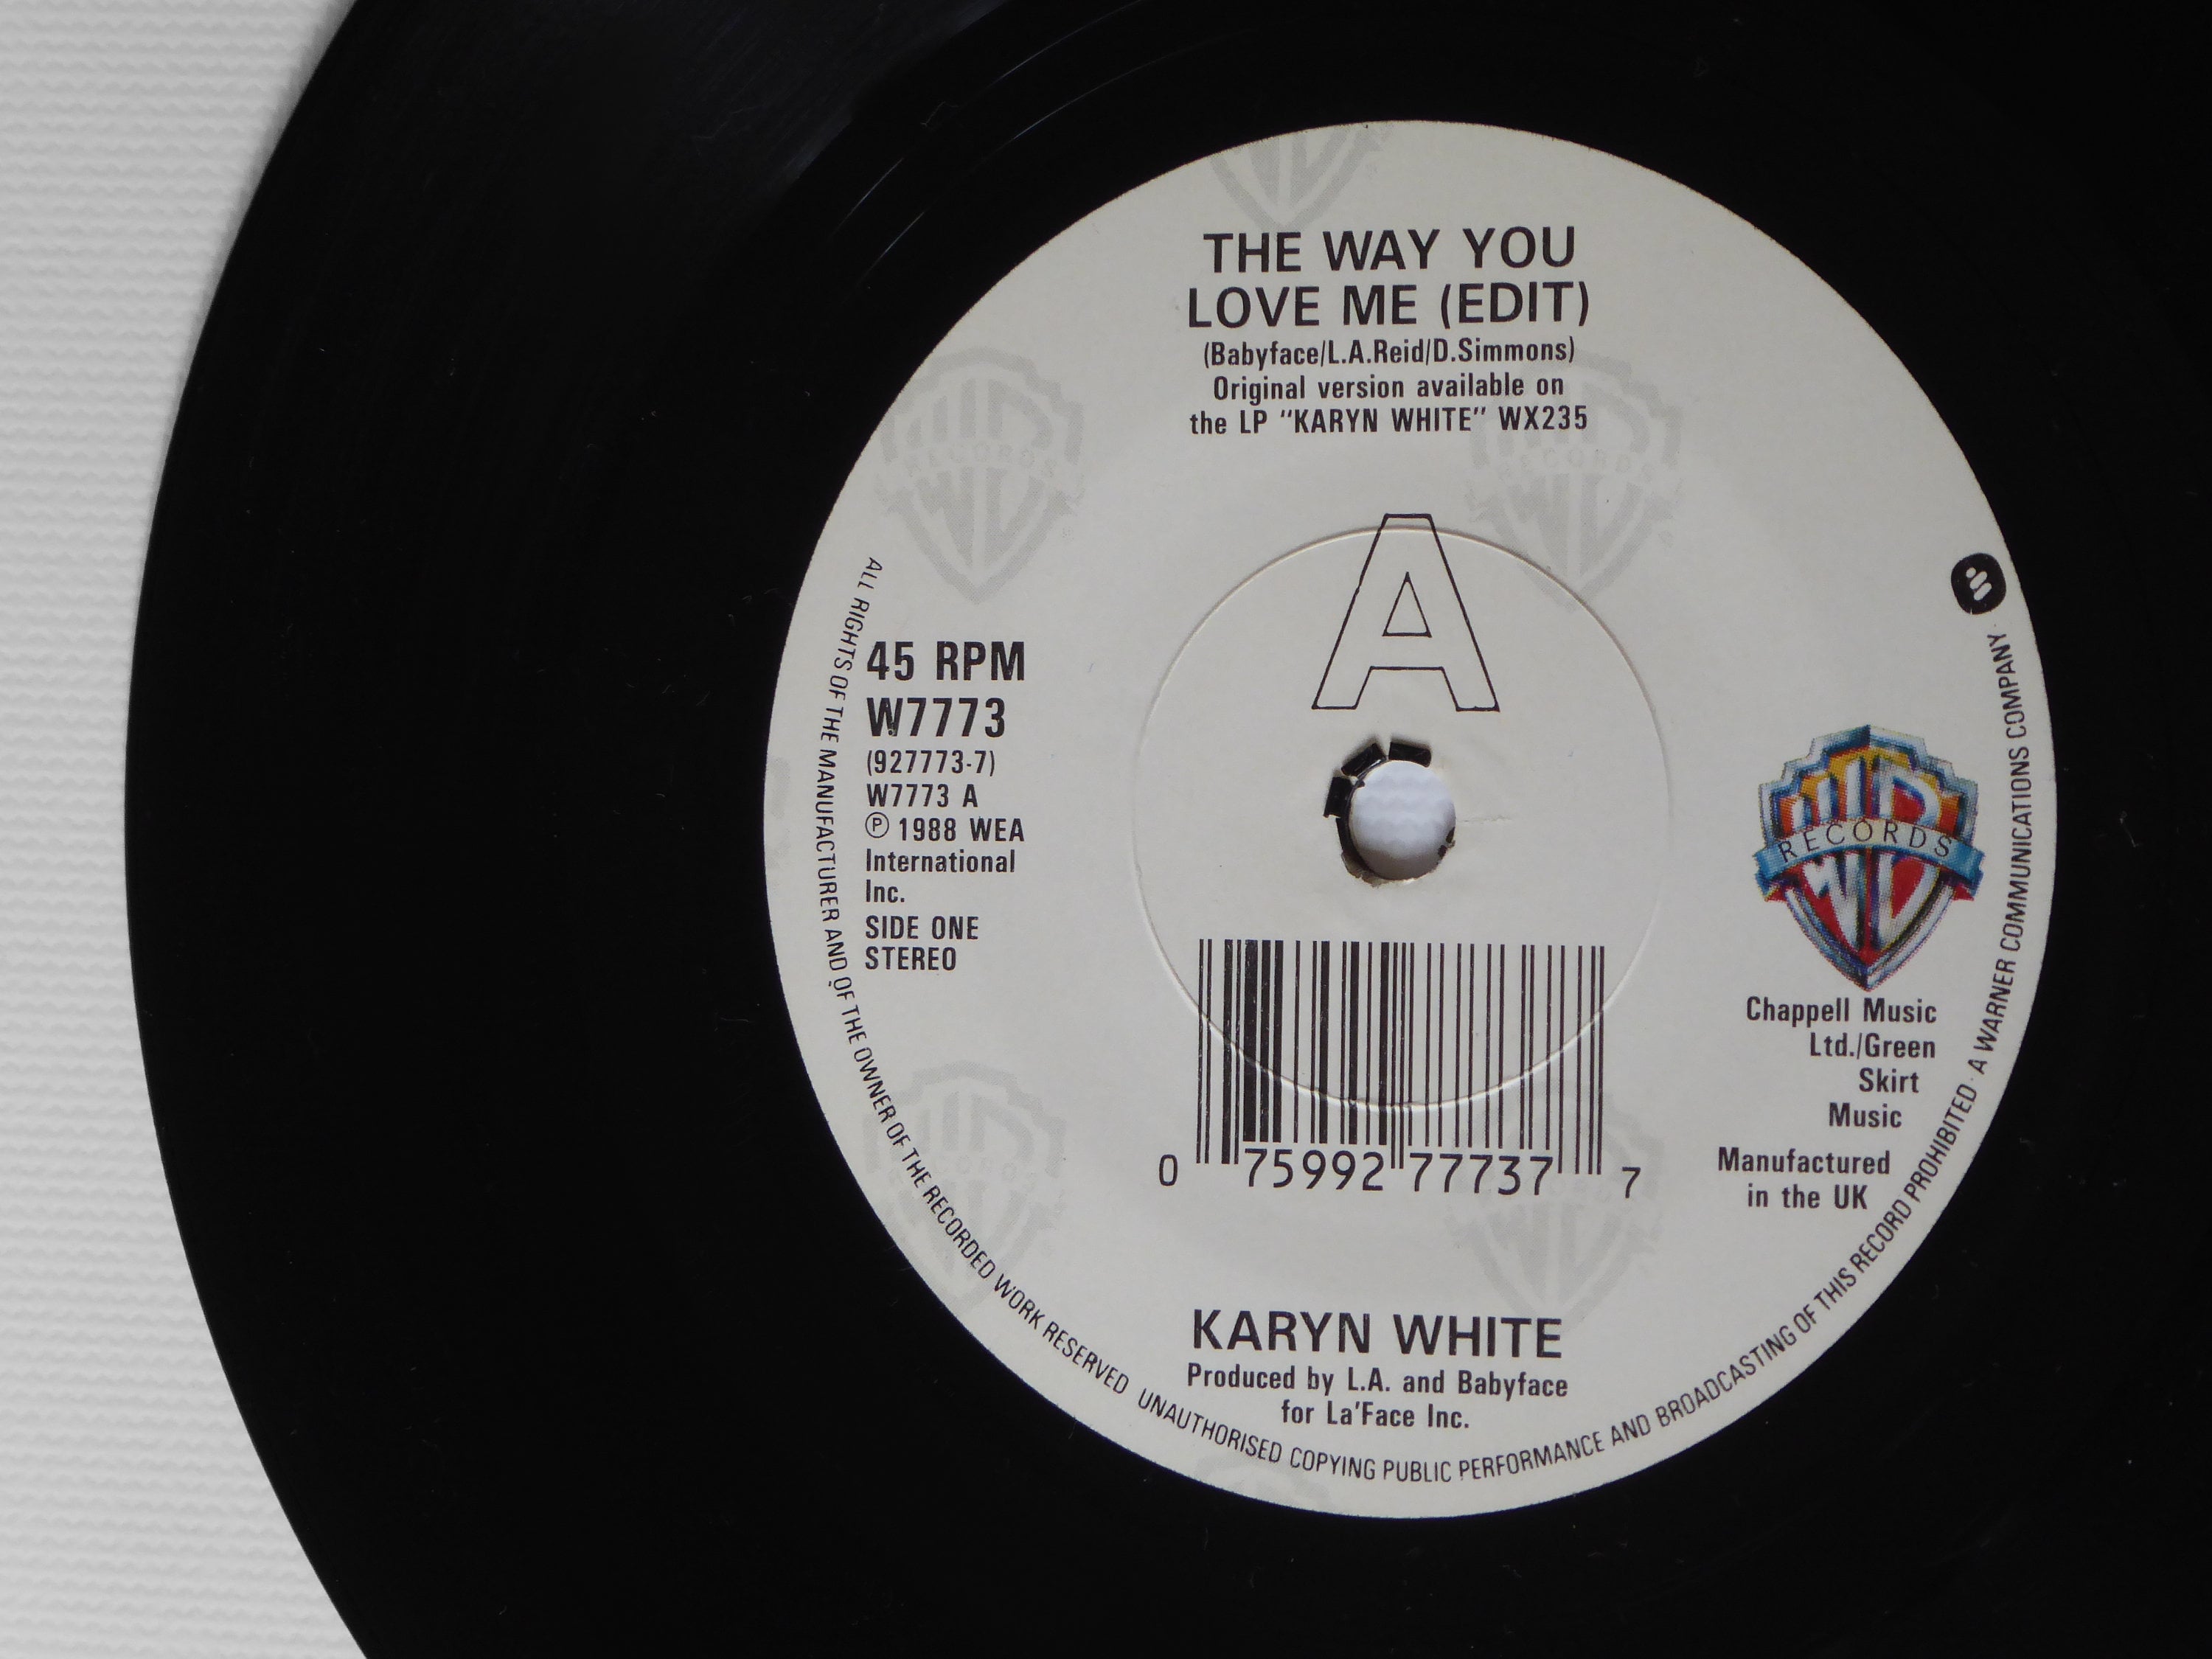 THE WAY YOU
LOVE ME (EDIT)
(Babyface/L.A.Reid/D.Simmons)
Original version available on
the LP "KARYN WHITE" WX235
A
45 RPM
W7773
(927773-7)
W7773 A
℗ 1988 WEA
International
Inc.
SIDE ONE
STEREO
RECORDS
Chappell Music
Ltd./Green
Skirt
Music
Manufactured
in the UK
0 75992 77737 7
KARYN WHITE
Produced by L.A. and Babyface
for La'Face Inc.
ALL RIGHTS OF THE MANUFACTURER AND OF THE OWNER OF THE RECORDED WORK RESERVED UNAUTHORISED COPYING PUBLIC PERFORMANCE AND BROADCASTING OF THIS RECORD PROHIBITED · A WARNER COMMUNICATIONS COMPANY